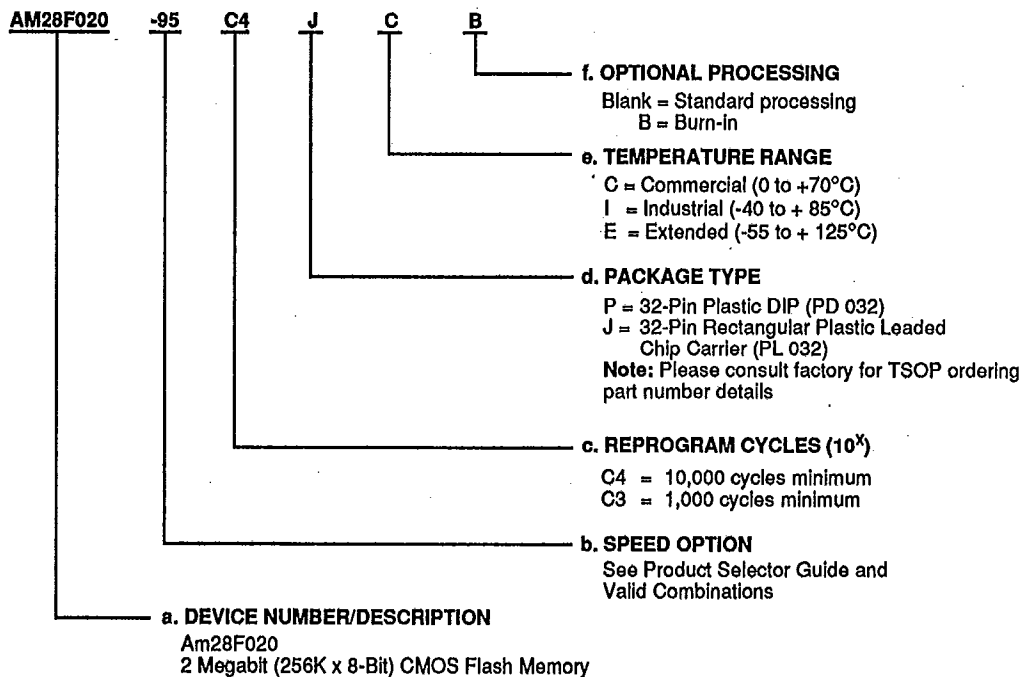 AM28F020 -95 C4 J C B
f. OPTIONAL PROCESSING
Blank = Standard processing
B = Burn-in
e. TEMPERATURE RANGE
C = Commercial (0 to +70°C)
I = Industrial (-40 to + 85°C)
E = Extended (-55 to + 125°C)
d. PACKAGE TYPE
P = 32-Pin Plastic DIP (PD 032)
J = 32-Pin Rectangular Plastic Leaded
Chip Carrier (PL 032)
Note: Please consult factory for TSOP ordering
part number details
c. REPROGRAM CYCLES (10^X)
C4 = 10,000 cycles minimum
C3 = 1,000 cycles minimum
b. SPEED OPTION
See Product Selector Guide and
Valid Combinations
a. DEVICE NUMBER/DESCRIPTION
Am28F020
2 Megabit (256K x 8-Bit) CMOS Flash Memory